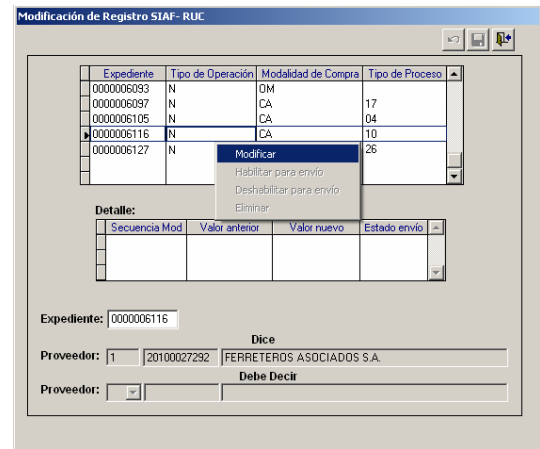 Modificación de Registro SIAF- RUC
Expediente Tipo de Operación Modalidad de Compra Tipo de Proceso
0000006093 N OM
0000006097 N CA 17
0000006105 N CA 04
0000006116 N CA 10
0000006127 N 26
Modificar
Habilitar para envío
Deshabilitar para envío
Eliminar
Detalle:
Secuencia Mod Valor anterior Valor nuevo Estado envío
Expediente: 0000006116
Dice
Proveedor: 1 20100027292 FERRETEROS ASOCIADOS S.A.
Debe Decir
Proveedor: